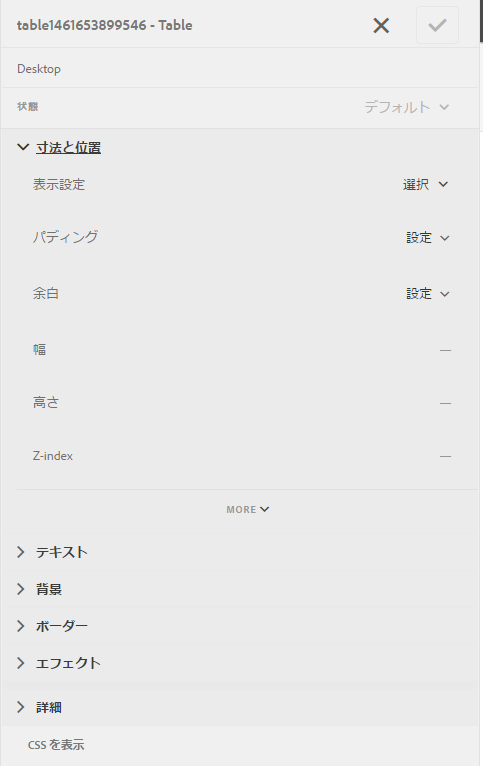 table1461653899546 - Table
Desktop
状態 デフォルト
寸法と位置
表示設定 選択
パディング 設定
余白 設定
幅 —
高さ —
Z-index —
MORE
テキスト
背景
ボーダー
エフェクト
詳細
CSS を表示